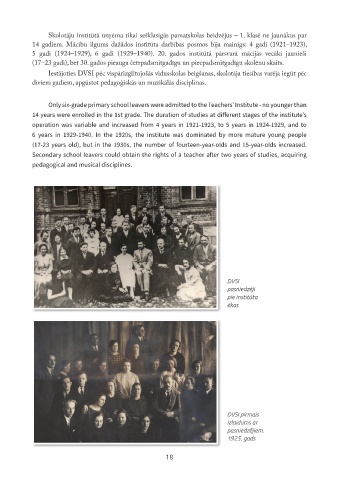 Skolotāju institūtā uzņēma tikai sešklasīgās pamatskolas beidzējus – 1. klasē ne jaunākus par
14 gadiem. Mācību ilgums dažādos institūta darbības posmos bija mainīgs: 4 gadi (1921–1923),
5 gadi (1924–1929), 6 gadi (1929–1940). 20. gados institūtā pārsvarā mācījās vecāki jaunieši
(17–23 gadi), bet 30. gados pieauga četrpadsmitgadīgu un piecpadsmitgadīgu skolēnu skaits.
Iestājoties DVSI pēc vispārizglītojošās vidusskolas beigšanas, skolotāja tiesības varēja iegūt pēc
diviem gadiem, apgūstot pedagoģiskās un muzikālās disciplīnas.
Only six-grade primary school leavers were admitted to the Teachers' Institute - no younger than
14 years were enrolled in the 1st grade. The duration of studies at different stages of the institute's
operation was variable and increased from 4 years in 1921-1923, to 5 years in 1924-1929, and to
6 years in 1929-1940. In the 1920s, the institute was dominated by more mature young people
(17-23 years old), but in the 1930s, the number of fourteen-year-olds and 15-year-olds increased.
Secondary school leavers could obtain the rights of a teacher after two years of studies, acquiring
pedagogical and musical disciplines.
DVSI
pasniedzēji
pie institūta
ēkas
DVSI pirmais
izlaidums ar
pasniedzējiem.
1925. gads
18